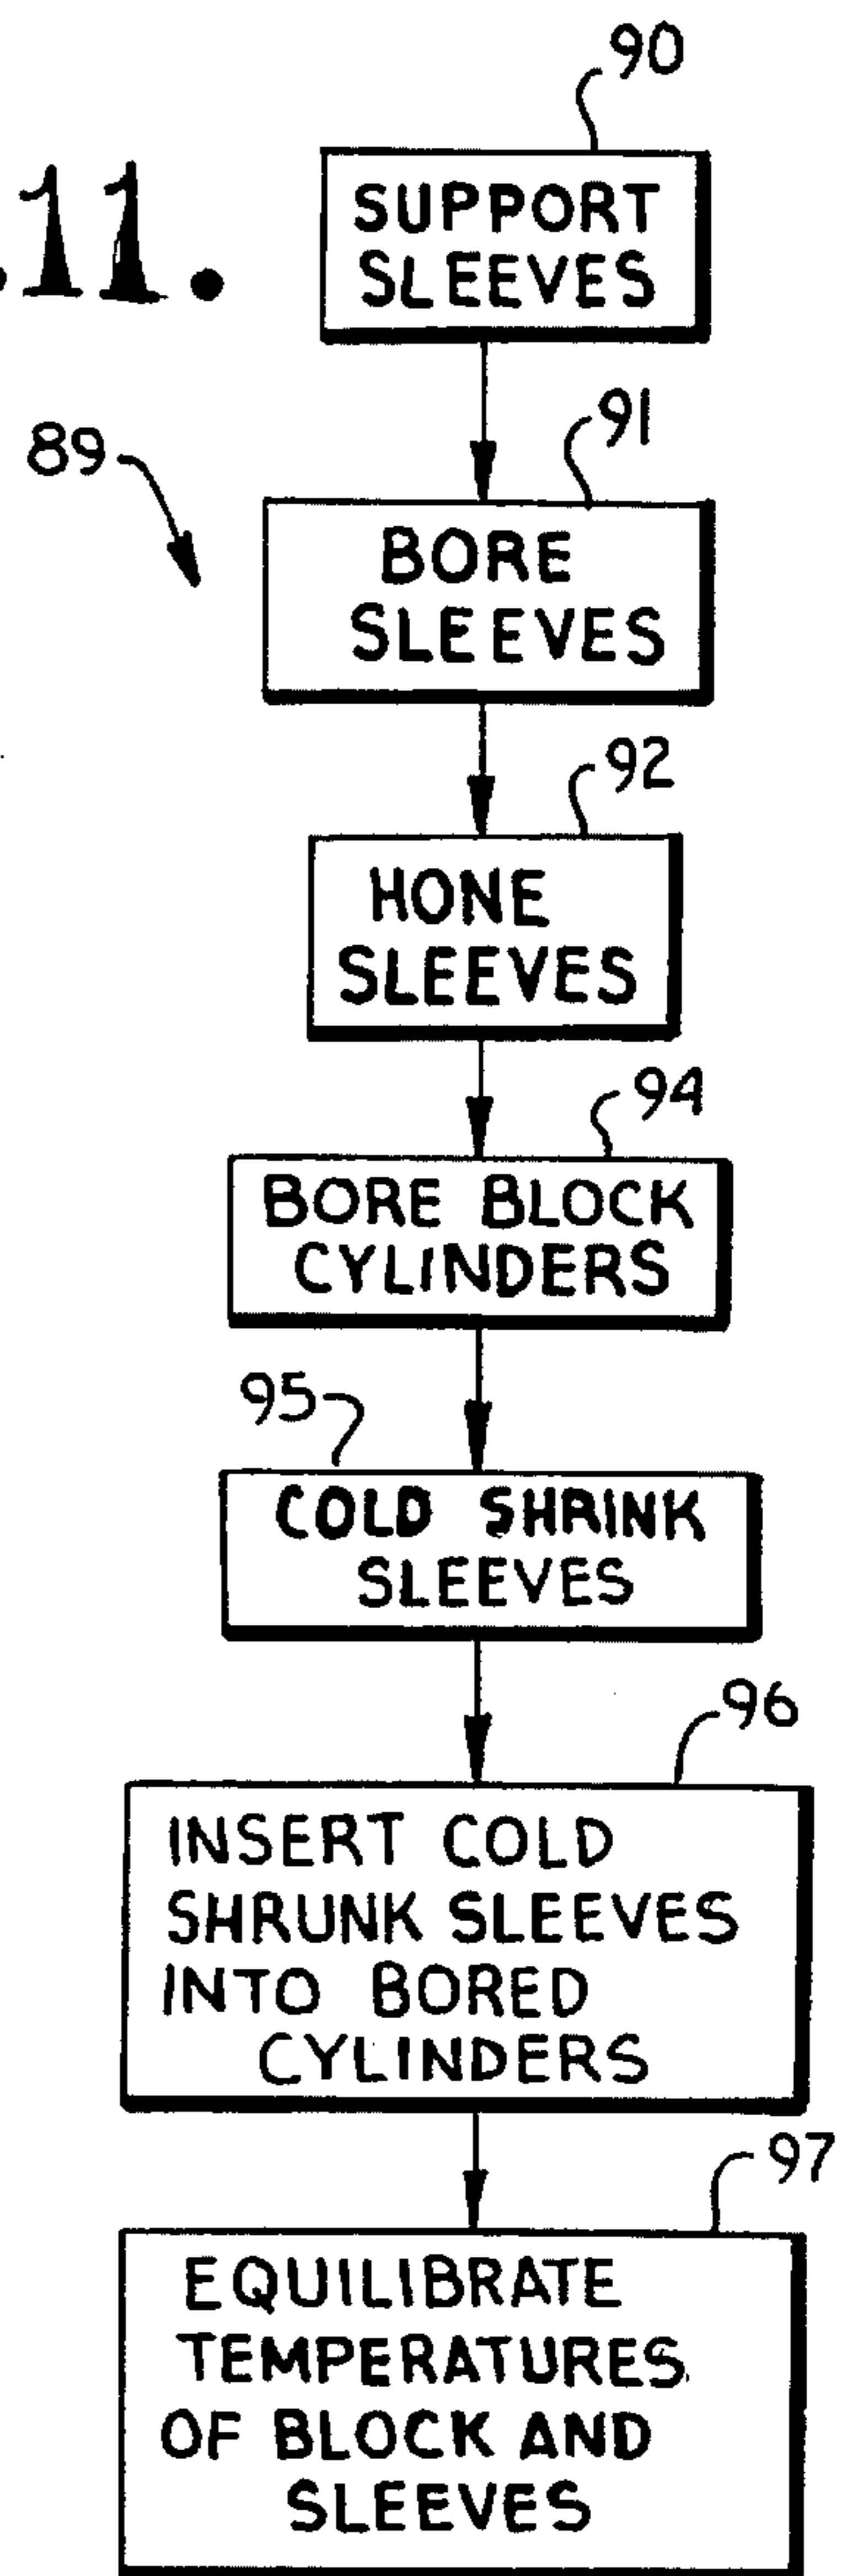 .11.
90
SUPPORT
SLEEVES
89
91
BORE
SLEEVES
92
HONE
SLEEVES
94
BORE BLOCK
CYLINDERS
95
COLD SHRINK
SLEEVES
96
INSERT COLD
SHRUNK SLEEVES
INTO BORED
CYLINDERS
97
EQUILIBRATE
TEMPERATURES
OF BLOCK AND
SLEEVES